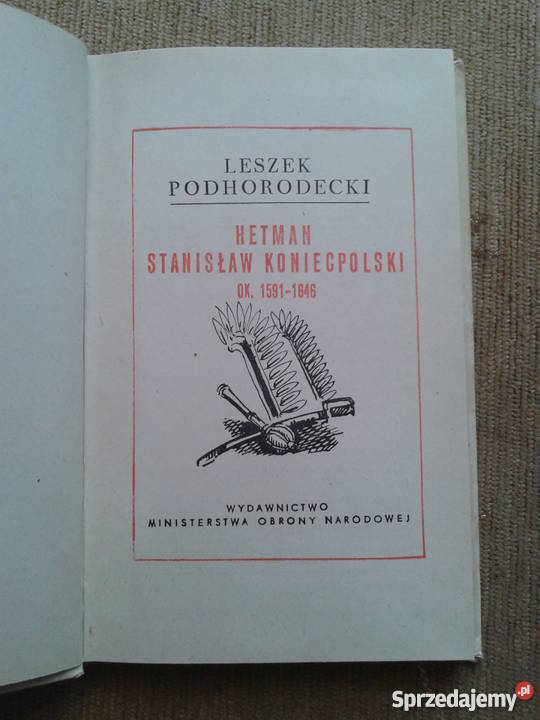 LESZEK
PODHORODECKI
HETMAN
STANISŁAW KONIECPOLSKI
OK. 1591–1646
WYDAWNICTWO
MINISTERSTWA OBRONY NARODOWEJ
Sprzedajemy.pl